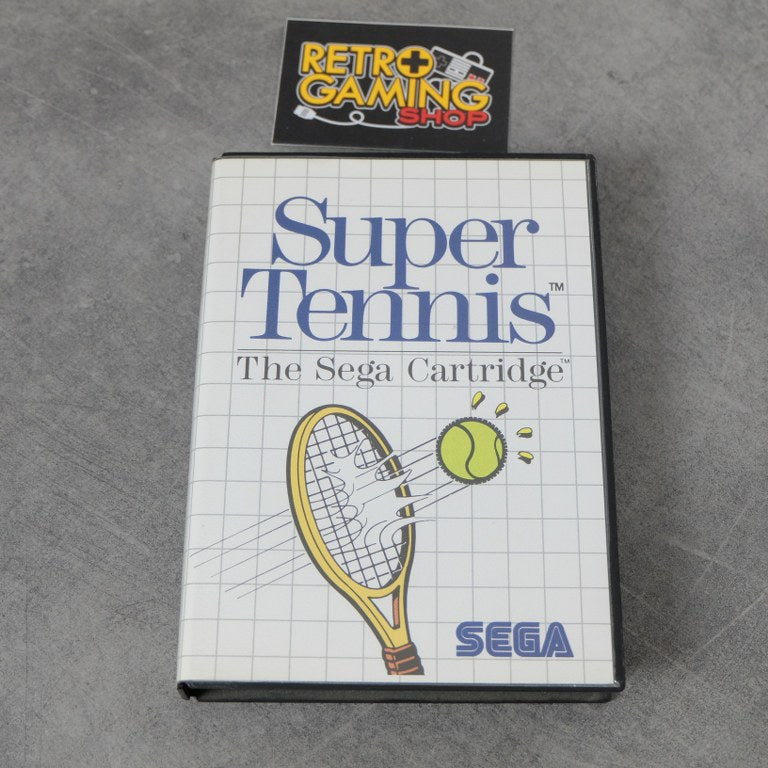 RETRO
GAMING
SHOP
Super
Tennis™
The Sega Cartridge™
SEGA